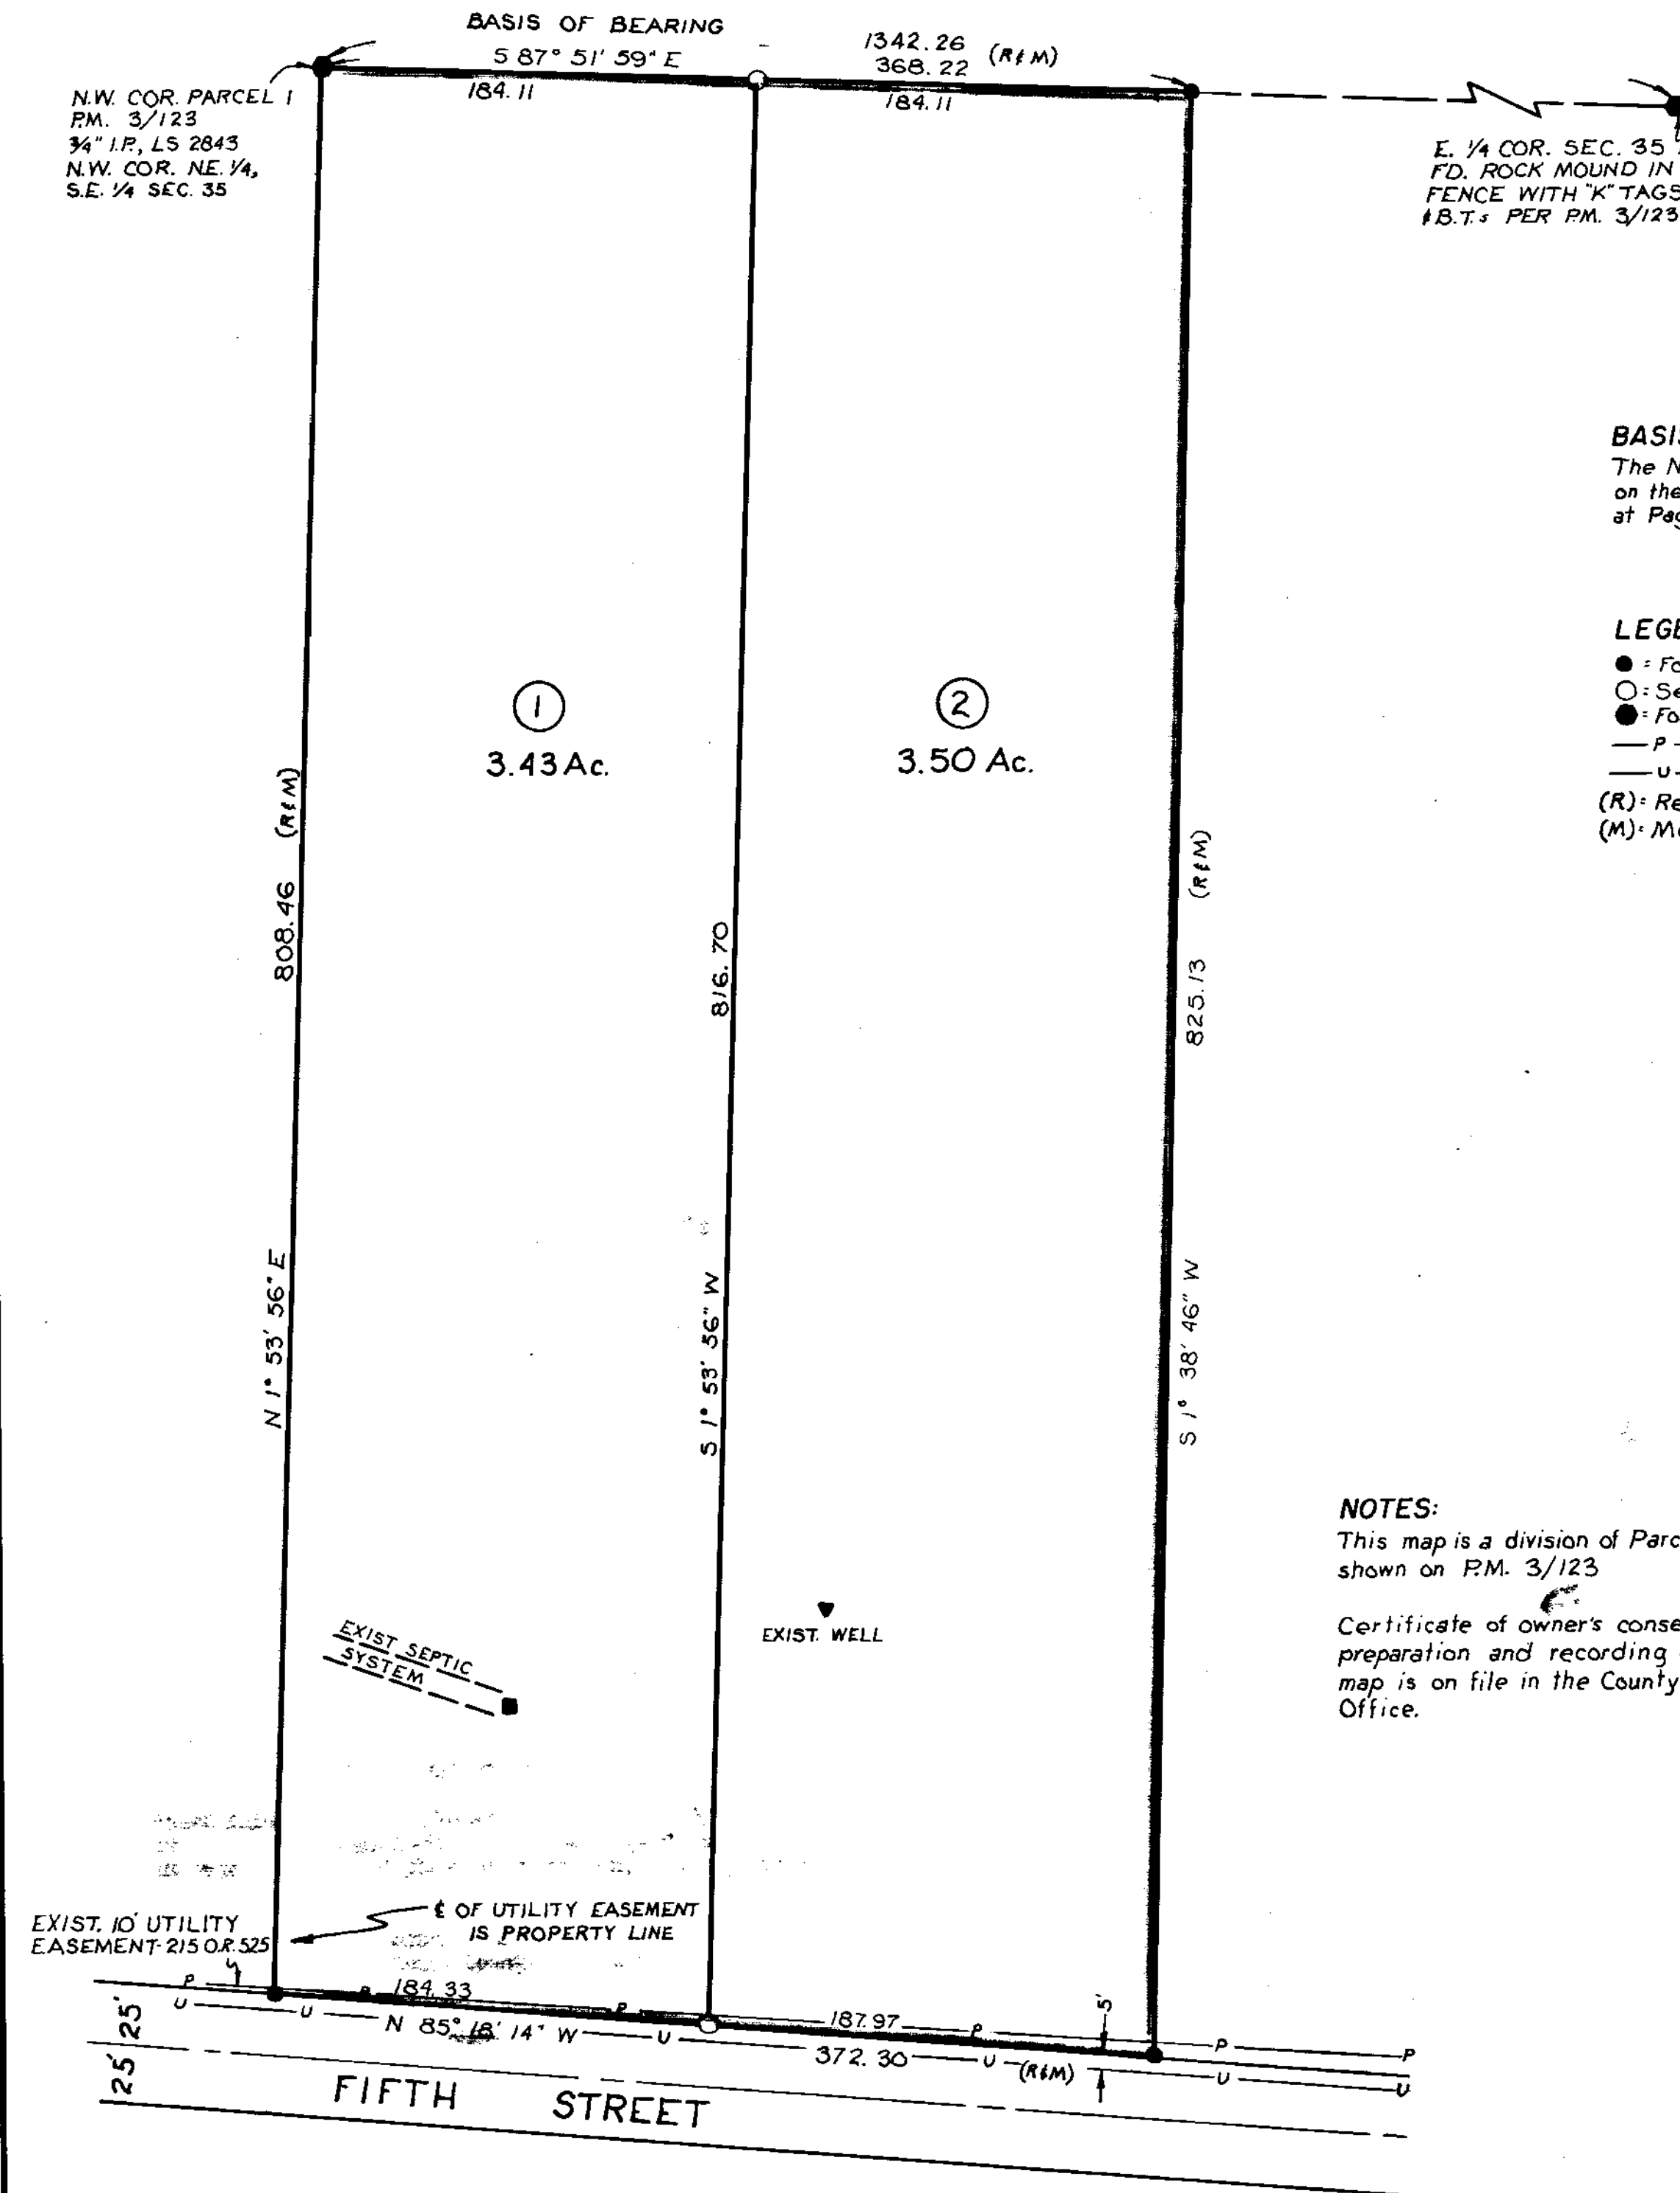 BASIS OF BEARING
S 87° 51' 59" E
1342.26
368.22 (R&M)
184.11
184.11
N.W. COR. PARCEL 1
P.M. 3/123
3/4" I.P., LS 2843
N.W. COR. NE. 1/4,
S.E. 1/4 SEC. 35
E. 1/4 COR. SEC. 35
FD. ROCK MOUND IN
FENCE WITH "K" TAGS
& B.T.s PER P.M. 3/123
BASIS
The N
on the
at Pag
LEGE
● = Fo
○ = Se
⬣ = Fo
P
U
(R) = Re
(M) = Me
1
3.43 Ac.
2
3.50 Ac.
808.46 (R&M)
N 1° 53' 56" E
816.70
S 1° 53' 56" W
825.13 (R&M)
S 1° 38' 46" W
NOTES:
This map is a division of Parc
shown on P.M. 3/123
Certificate of owner's conse
preparation and recording
map is on file in the County
Office.
EXIST. WELL
EXIST SEPTIC
SYSTEM
EXIST. 10' UTILITY
EASEMENT-215 O.R. 525
℄ OF UTILITY EASEMENT
IS PROPERTY LINE
P P P P P P
184.33
187.97
5'
U U U U U U
N 85° 18' 14" W
372.30 (R&M)
25'
25'
FIFTH STREET